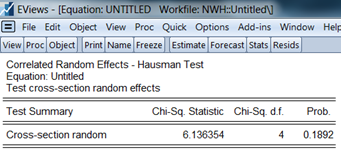 EViews - [Equation: UNTITLED Workfile: NWH::Untitled\]
File Edit Object View Proc Quick Options Add-ins Window Help
View Proc Object Print Name Freeze Estimate Forecast Stats Resids
Correlated Random Effects - Hausman Test
Equation: Untitled
Test cross-section random effects
Test Summary Chi-Sq. Statistic Chi-Sq. d.f. Prob.
Cross-section random 6.136354 4 0.1892